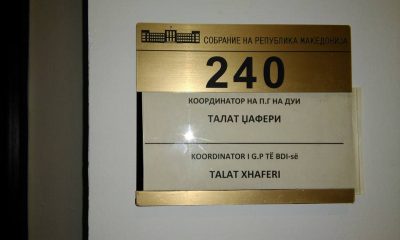 СОБРАНИЕ НА РЕПУБЛИКА МАКЕДОНИЈА
240
КООРДИНАТОР НА П.Г НА ДУИ
ТАЛАТ ЏАФЕРИ
KOORDINATOR I G.P TË BDI-së
TALAT XHAFERI